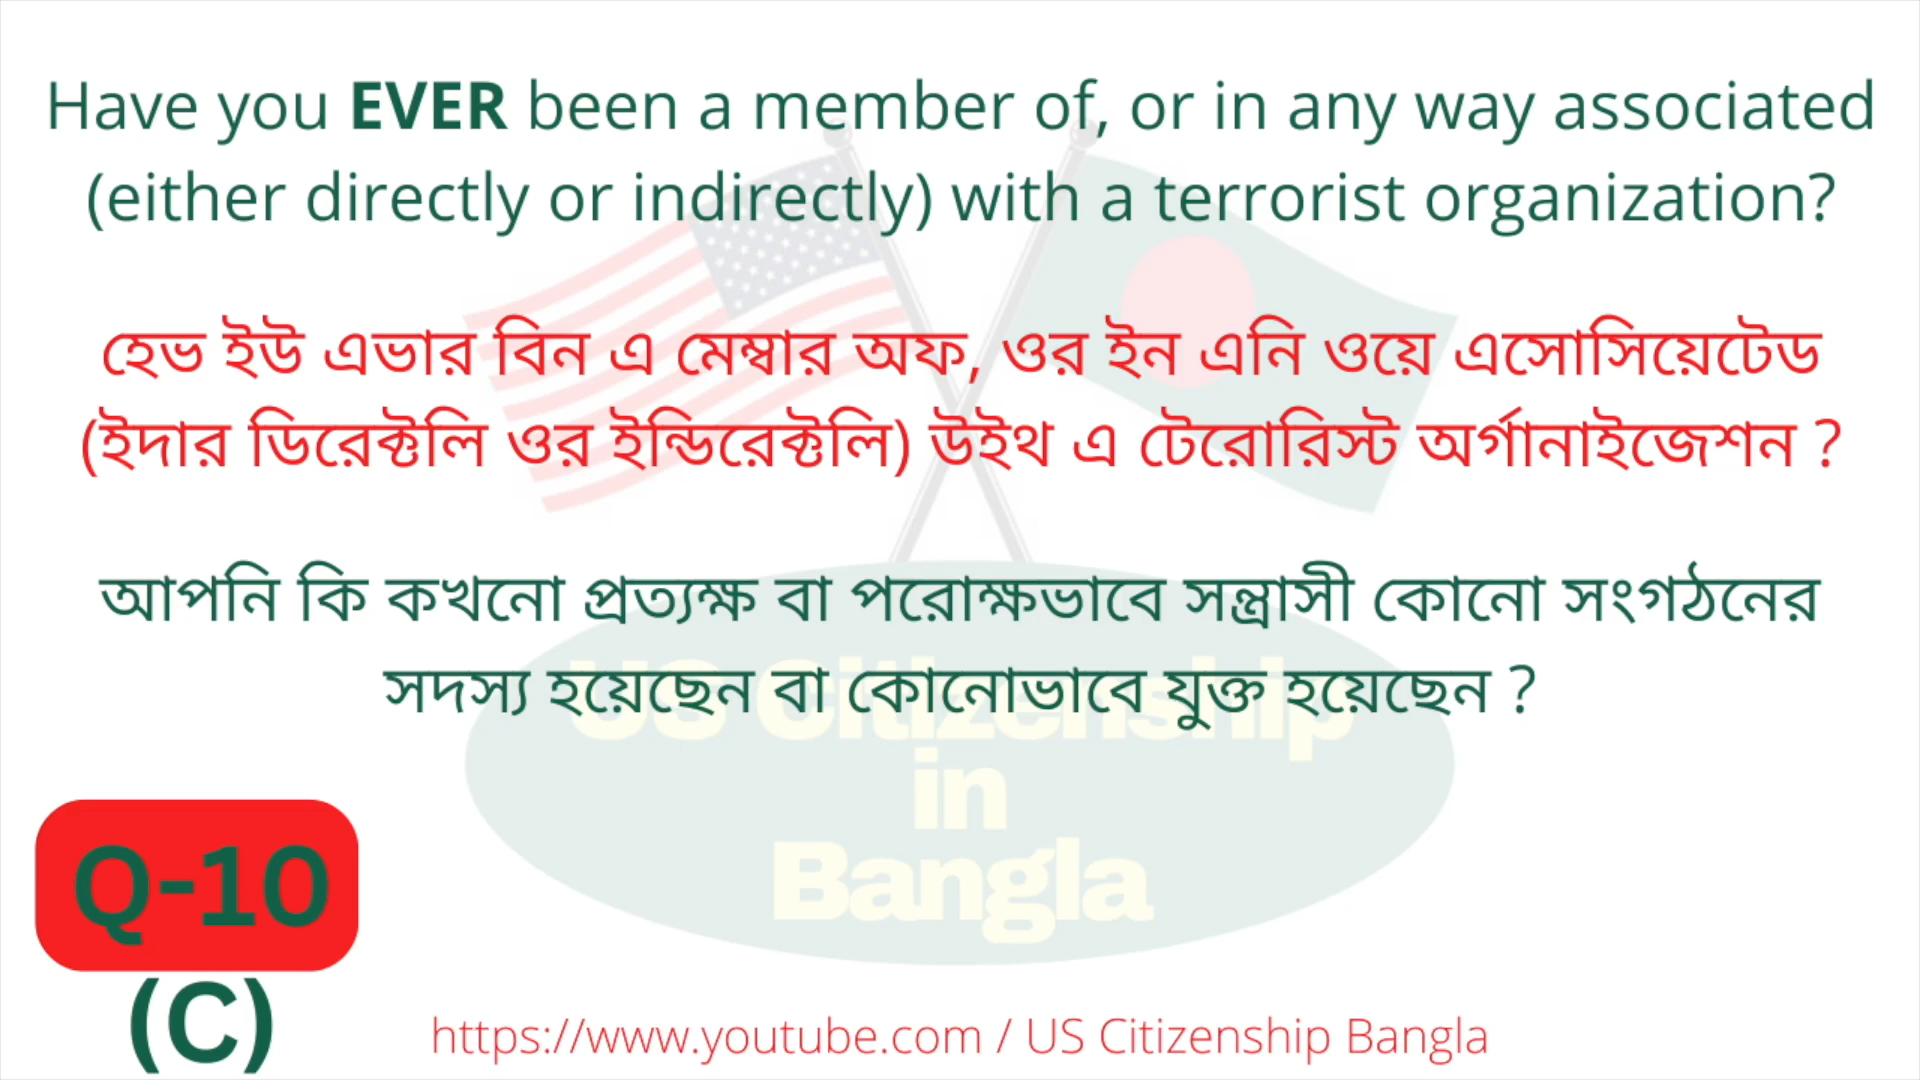 Have you EVER been a member of, or in any way associated
(either directly or indirectly) with a terrorist organization?
হেভ ইউ এভার বিন এ মেম্বার অফ, ওর ইন এনি ওয়ে এসোসিয়েটেড
(ইদার ডিরেক্টলি ওর ইন্ডিরেক্টলি) উইথ এ টেরোরিস্ট অর্গানাইজেশন ?
আপনি কি কখনো প্রত্যক্ষ বা পরোক্ষভাবে সন্ত্রাসী কোনো সংগঠনের
সদস্য হয়েছেন বা কোনোভাবে যুক্ত হয়েছেন ?
US Citizenship
in
Bangla
Q-10
(C)
https://www.youtube.com / US Citizenship Bangla